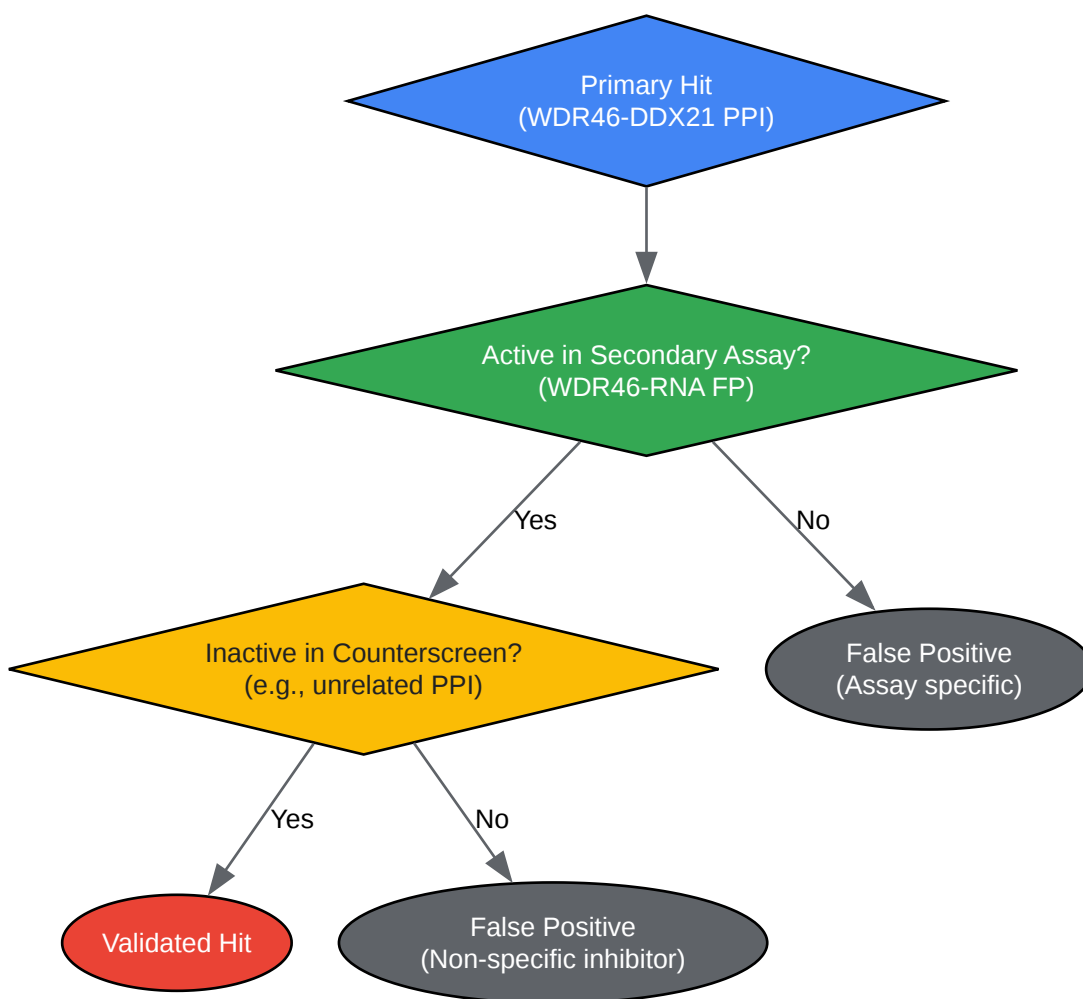 Primary Hit
(WDR46-DDX21 PPI)
Active in Secondary Assay?
(WDR46-RNA FP)
Yes
No
Inactive in Counterscreen?
(e.g., unrelated PPI)
False Positive
(Assay specific)
Yes
No
Validated Hit
False Positive
(Non-specific inhibitor)